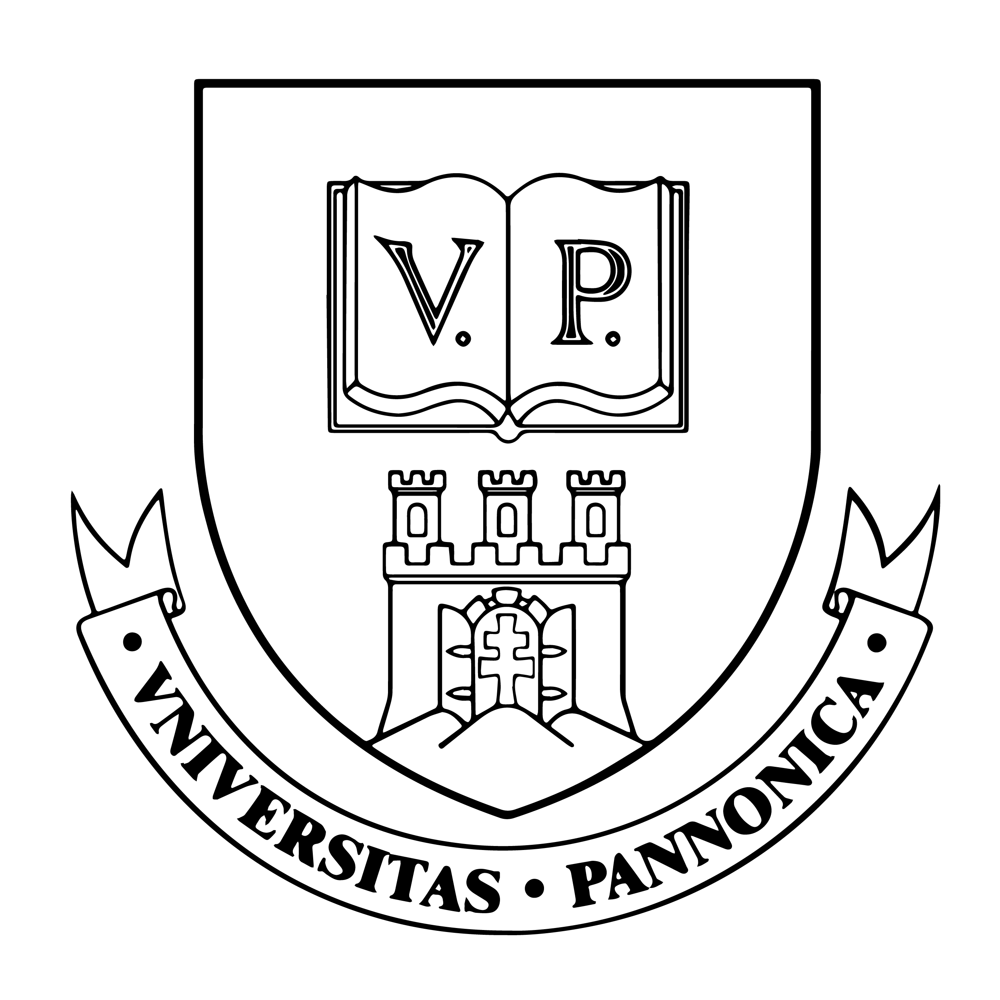 V. P.
• VNIVERSITAS • PANNONICA •